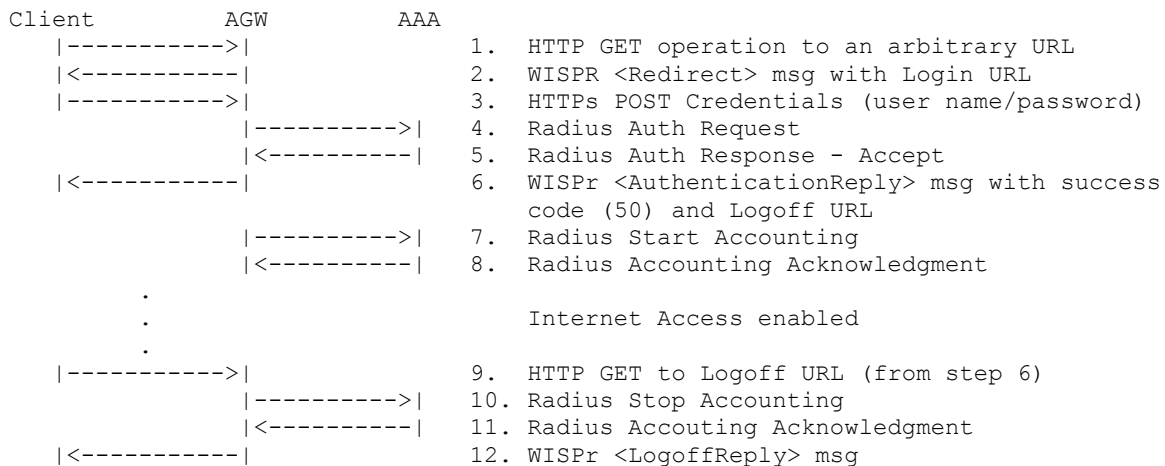 Client AGW AAA
|----------->| 1. HTTP GET operation to an arbitrary URL
|<-----------| 2. WISPR <Redirect> msg with Login URL
|----------->| 3. HTTPs POST Credentials (user name/password)
|---------->| 4. Radius Auth Request
|<----------| 5. Radius Auth Response - Accept
|<-----------| 6. WISPr <AuthenticationReply> msg with success
code (50) and Logoff URL
|---------->| 7. Radius Start Accounting
|<----------| 8. Radius Accounting Acknowledgment
.
. Internet Access enabled
.
|----------->| 9. HTTP GET to Logoff URL (from step 6)
|---------->| 10. Radius Stop Accounting
|<----------| 11. Radius Accouting Acknowledgment
|<-----------| 12. WISPr <LogoffReply> msg